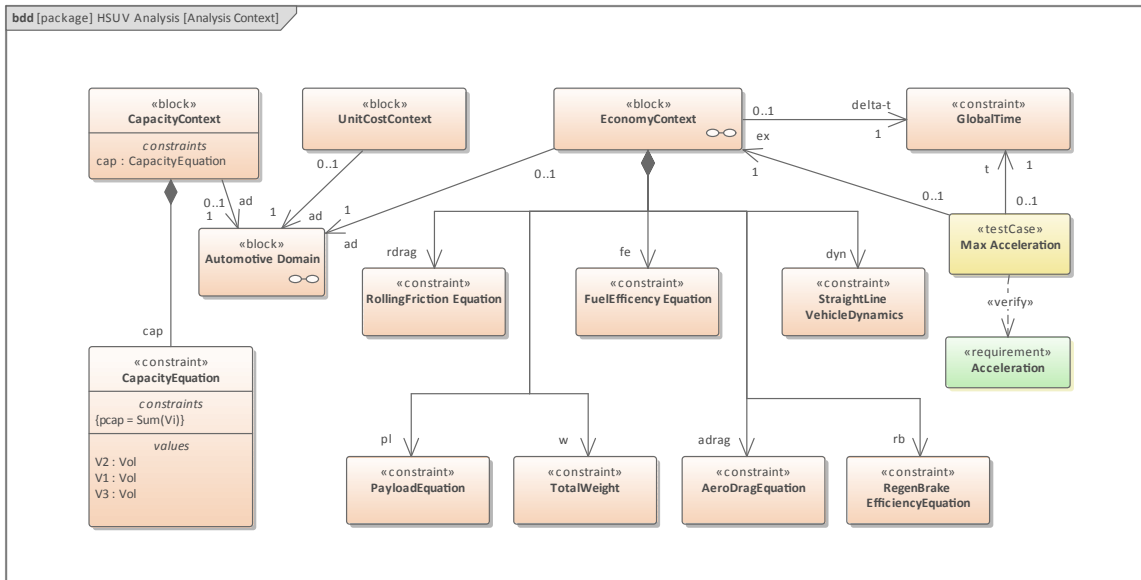 bdd [package] HSUV Analysis [Analysis Context]
«block»
CapacityContext
constraints
cap : CapacityEquation
«block»
UnitCostContext
«block»
EconomyContext
«constraint»
GlobalTime
0..1
delta-t
1
ex
1
0..1
t
1
0..1
0..1
1
ad
0..1
1
ad
0..1
1
ad
«block»
Automotive Domain
«testCase»
Max Acceleration
rdrag
fe
dyn
«constraint»
RollingFriction Equation
«constraint»
FuelEfficency Equation
«constraint»
StraightLine
VehicleDynamics
«verify»
«requirement»
Acceleration
cap
«constraint»
CapacityEquation
constraints
{pcap = Sum(Vi)}
values
V2 : Vol
V1 : Vol
V3 : Vol
pl
w
adrag
rb
«constraint»
PayloadEquation
«constraint»
TotalWeight
«constraint»
AeroDragEquation
«constraint»
RegenBrake
EfficiencyEquation